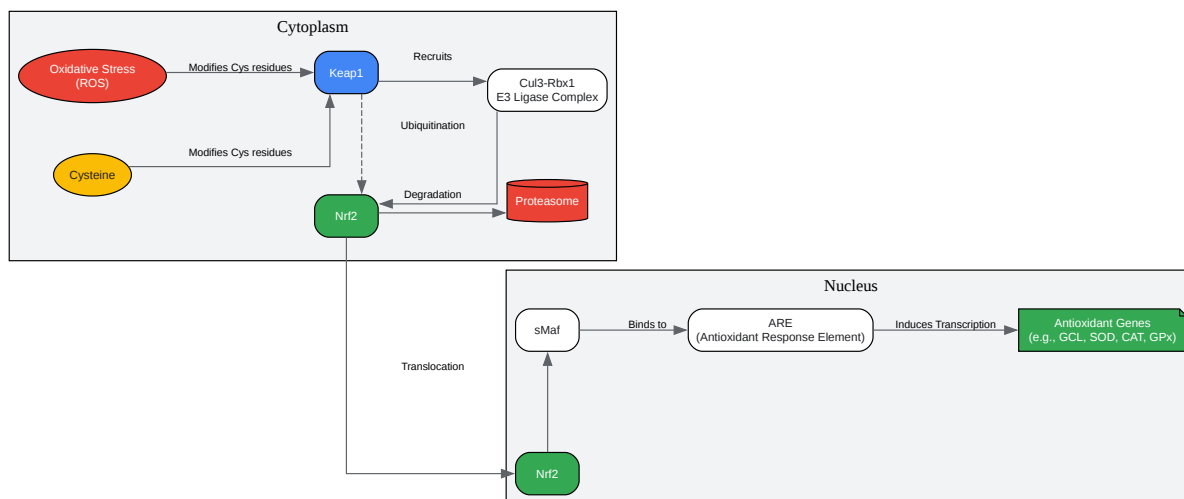 Cytoplasm
Oxidative Stress
(ROS)
Modifies Cys residues
Keap1
Recruits
Cul3-Rbx1
E3 Ligase Complex
Ubiquitination
Cysteine
Modifies Cys residues
Degradation
Nrf2
Proteasome
Nucleus
sMaf
Binds to
ARE
(Antioxidant Response Element)
Induces Transcription
Antioxidant Genes
(e.g., GCL, SOD, CAT, GPx)
Translocation
Nrf2